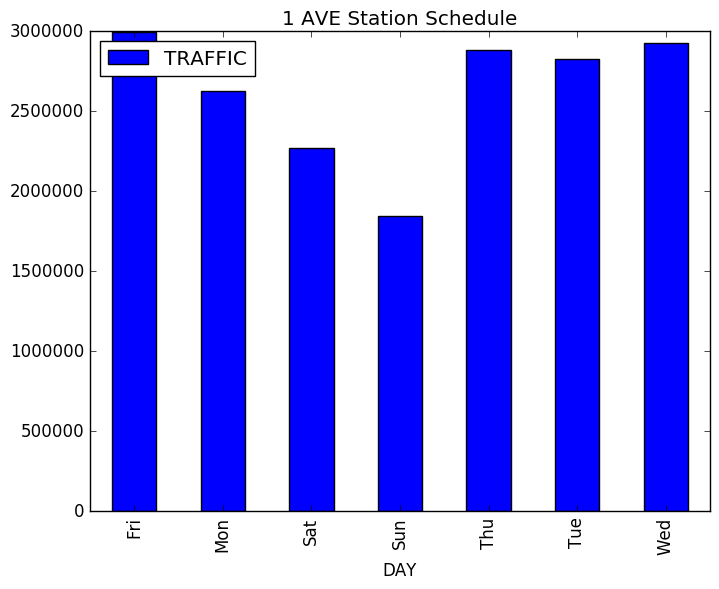 1 AVE Station Schedule
3000000
TRAFFIC
2500000
2000000
1500000
1000000
500000
0
Fri Mon Sat Sun Thu Tue Wed
DAY